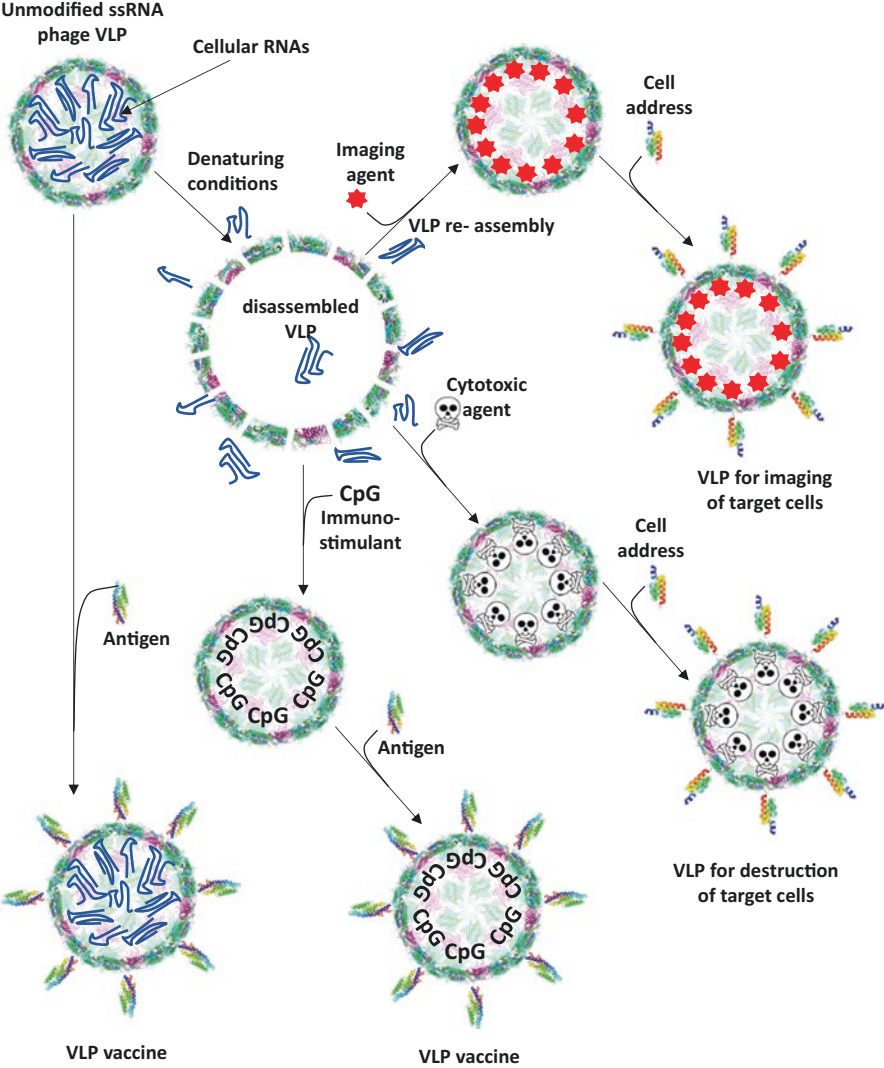 Unmodified ssRNA
phage VLP
Cellular RNAs
Denaturing
conditions
Imaging
agent
VLP re- assembly
Cell
address
disassembled
VLP
VLP for imaging
of target cells
Cytotoxic
agent
CpG
Immuno-
stimulant
Cell
address
Antigen
CpG CpG CpG CpG CpG CpG CpG
Antigen
VLP for destruction
of target cells
CpG CpG CpG CpG CpG CpG CpG
VLP vaccine
VLP vaccine